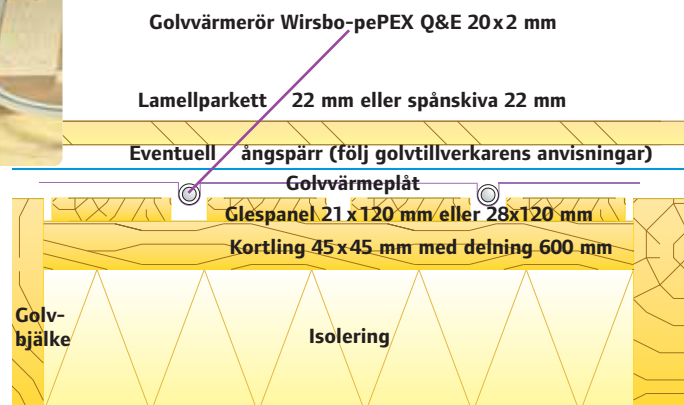 Golvvärmerör Wirsbo-pePEX Q&E 20x2 mm
Lamellparkett 22 mm eller spånskiva 22 mm
Eventuell ångspärr (följ golvtillverkarens anvisningar)
Golvvärmeplåt
Glespanel 21x120 mm eller 28x120 mm
Kortling 45x45 mm med delning 600 mm
Golv-
bjälke
Isolering